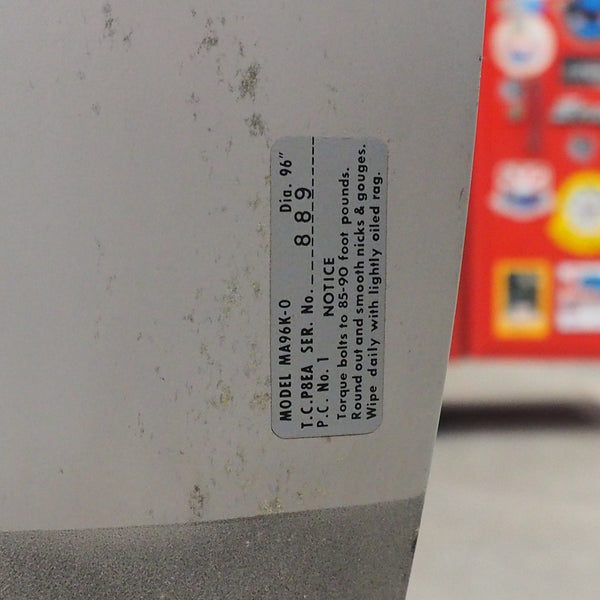 MODEL MA96K-0 Dia. 96"
T.C.P8EA SER. No. 889
P.C. No. 1 NOTICE
Torque bolts to 85-90 foot pounds.
Round out and smooth nicks & gouges.
Wipe daily with lightly oiled rag.